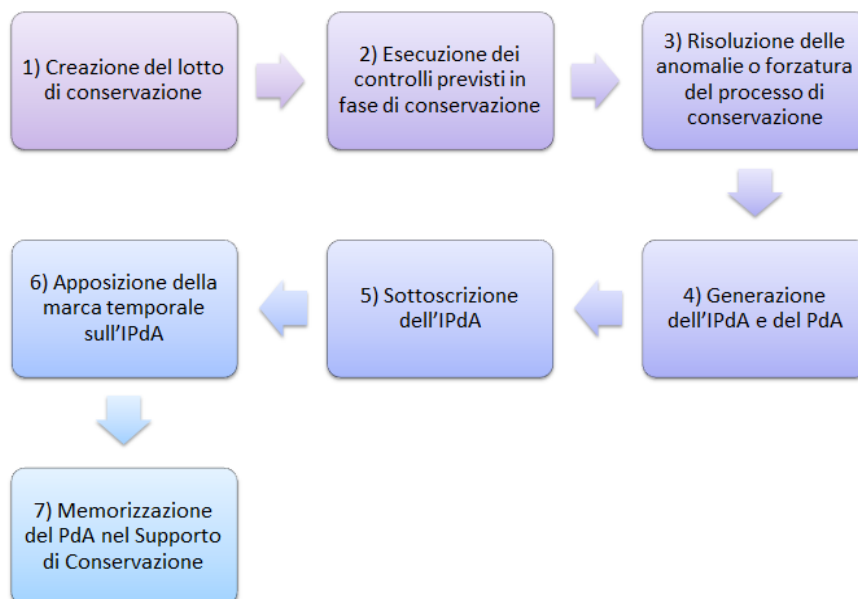 1) Creazione del lotto
di conservazione
2) Esecuzione dei
controlli previsti in
fase di conservazione
3) Risoluzione delle
anomalie o forzatura
del processo di
conservazione
4) Generazione
dell’IPdA e del PdA
5) Sottoscrizione
dell’IPdA
6) Apposizione della
marca temporale
sull’IPdA
7) Memorizzazione
del PdA nel Supporto
di Conservazione